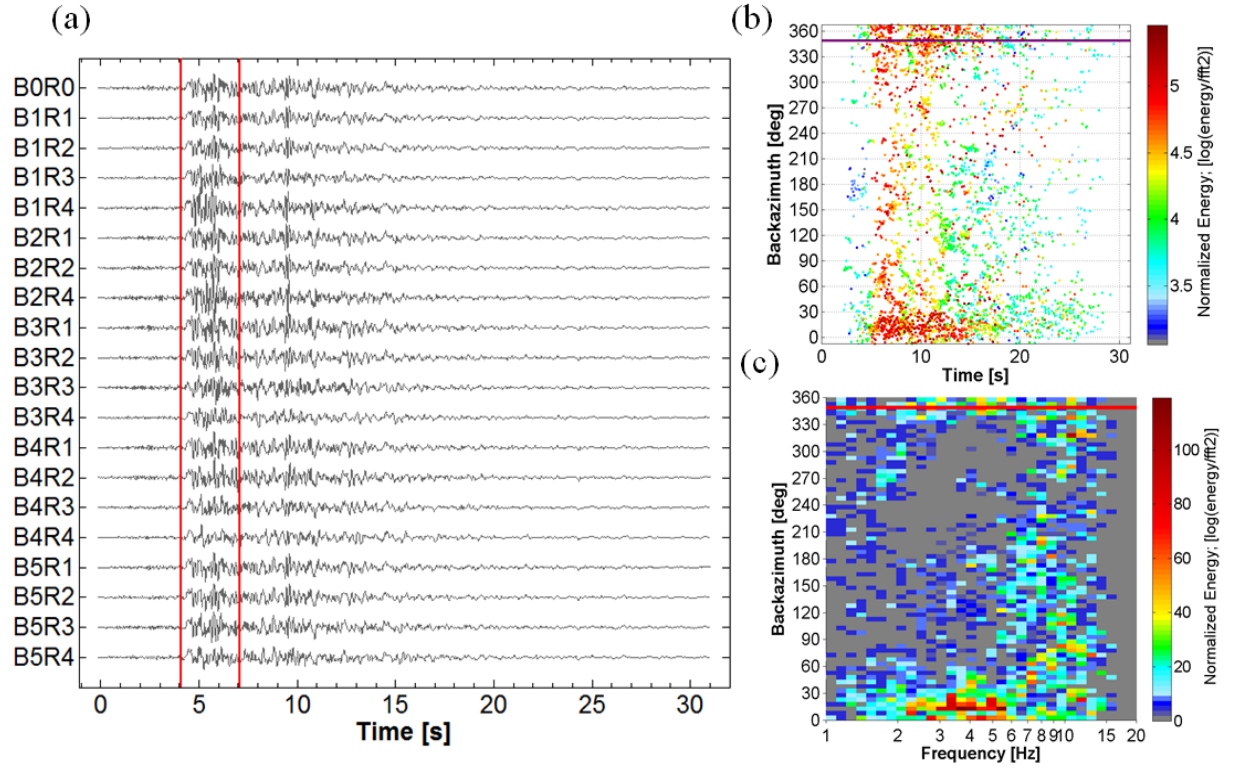 (a)
B0R0
B1R1
B1R2
B1R3
B1R4
B2R1
B2R2
B2R4
B3R1
B3R2
B3R3
B3R4
B4R1
B4R2
B4R3
B4R4
B5R1
B5R2
B5R3
B5R4
0 5 10 15 20 25 30
Time [s]
(b)
360
330
300
270
240
210
180
150
120
90
60
30
0
Backazimuth [deg]
0 10 20 30
Time [s]
5
4.5
4
3.5
Normalized Energy; [log(energy/fft2)]
(c)
360
330
300
270
240
210
180
150
120
90
60
30
0
Backazimuth [deg]
1 2 3 4 5 6 7 8 9 10 15 20
Frequency [Hz]
100
80
60
40
20
0
Normalized Energy; [log(energy/fft2)]